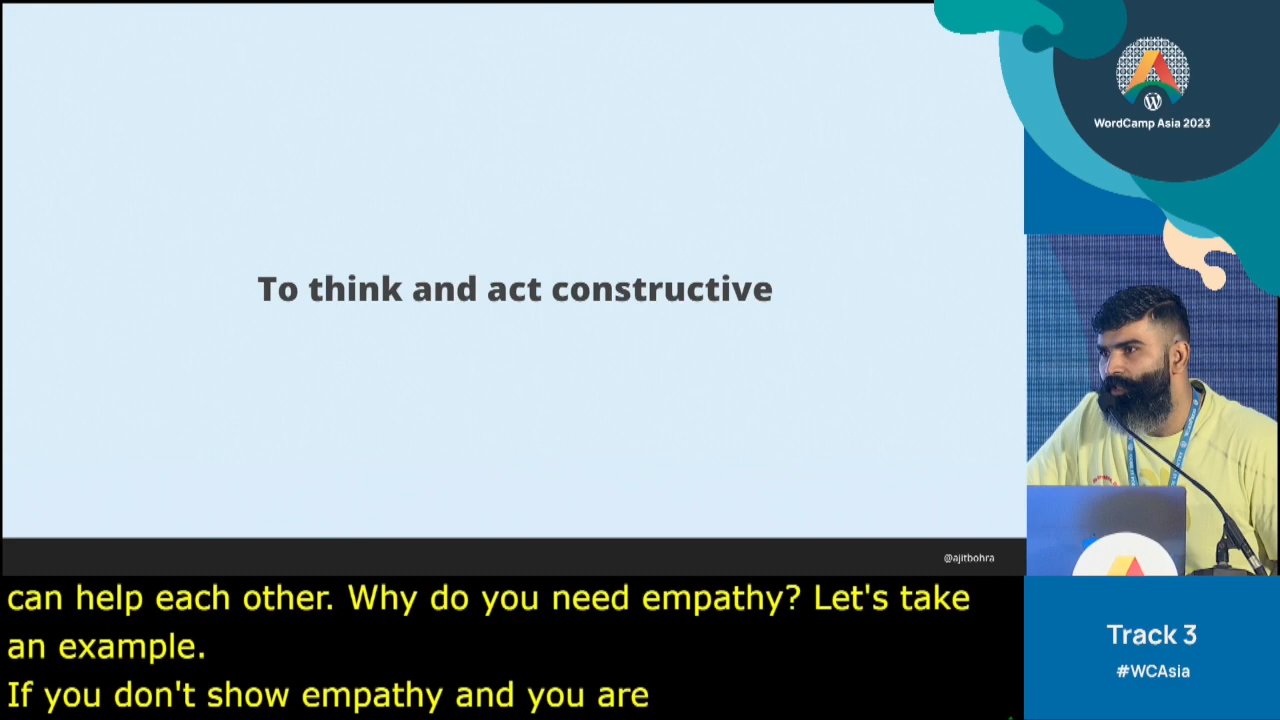 To think and act constructive
@ajitbohra
WordCamp Asia 2023
can help each other. Why do you need empathy? Let's take
an example.
If you don't show empathy and you are
Track 3
#WCAsia